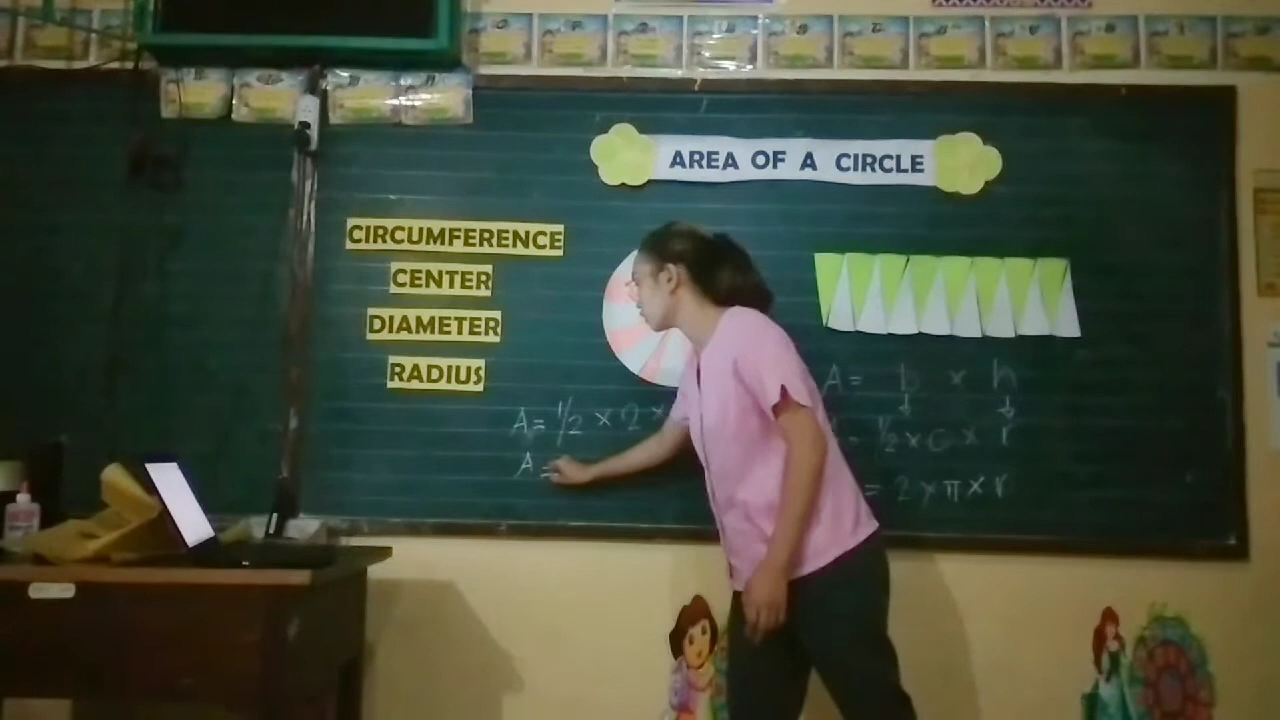 AREA OF A CIRCLE
CIRCUMFERENCE
CENTER
DIAMETER
RADIUS
A= 1/2 × 2 ×
A =
A= b × h
= 1/2 × C × r
= 2 × π × r